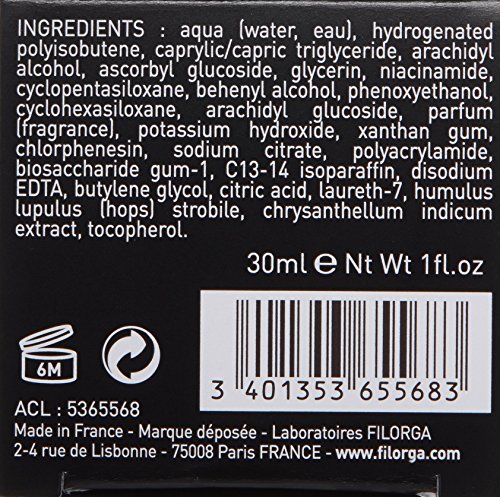 INGREDIENTS : aqua (water, eau), hydrogenated
polyisobutene, caprylic/capric triglyceride, arachidyl
alcohol, ascorbyl glucoside, glycerin, niacinamide,
cyclopentasiloxane, behenyl alcohol, phenoxyethanol,
cyclohexasiloxane, arachidyl glucoside, parfum
(fragrance), potassium hydroxide, xanthan gum,
chlorphenesin, sodium citrate, polyacrylamide,
biosaccharide gum-1, C13-14 isoparaffin, disodium
EDTA, butylene glycol, citric acid, laureth-7, humulus
lupulus (hops) strobile, chrysanthellum indicum
extract, tocopherol.
30ml e Nt Wt 1fl.oz
6M
3 401353 655683
ACL : 5365568
Made in France - Marque déposée - Laboratoires FILORGA
2-4 rue de Lisbonne - 75008 Paris FRANCE - www.filorga.com